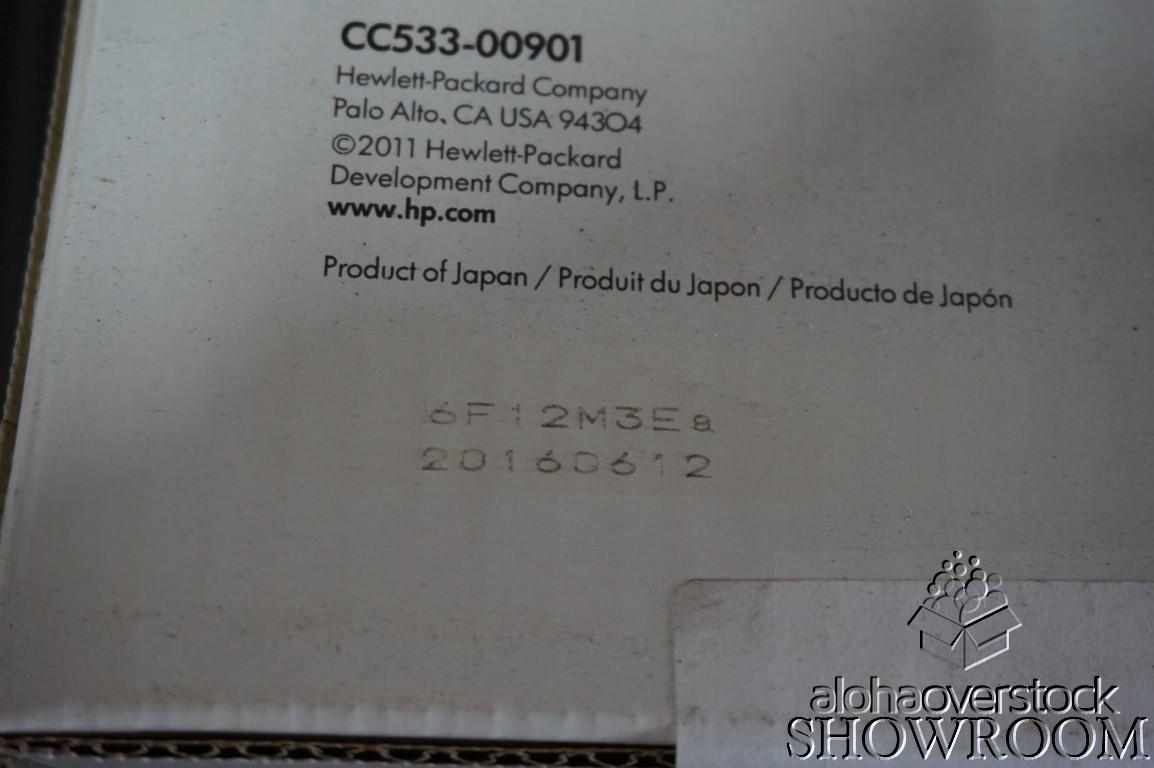 CC533-00901
Hewlett-Packard Company
Palo Alto, CA USA 94304
©2011 Hewlett-Packard
Development Company, L.P.
www.hp.com
Product of Japan / Produit du Japon / Producto de Japón
6F12M3Ea
20160612
alohaoverstock
SHOWROOM